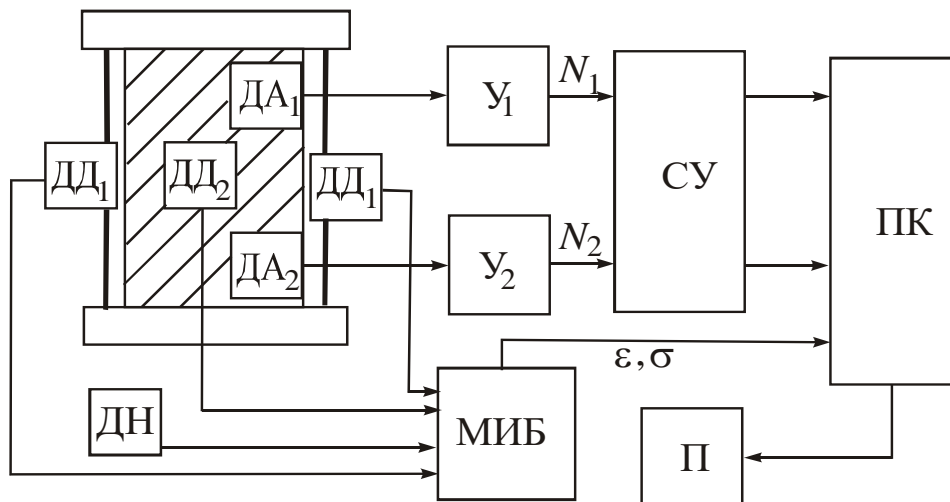 ДА₁
У₁
N₁
СУ
ПК
ДД₁
ДД₂
ДД₁
ДА₂
У₂
N₂
ε,σ
ДН
МИБ
П